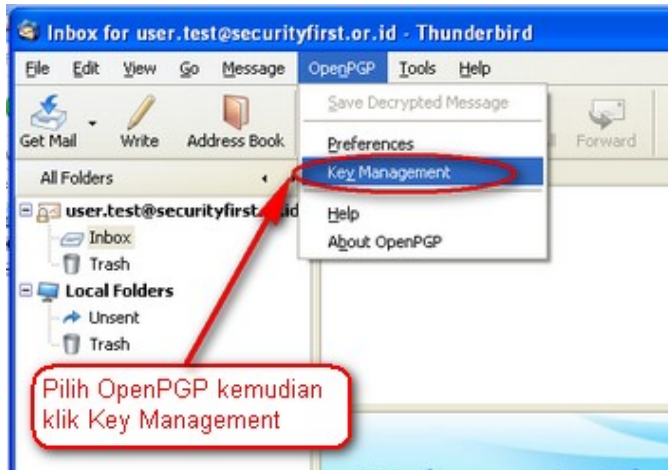 Inbox for user.test@securityfirst.or.id - Thunderbird
File Edit View Go Message OpenPGP Tools Help
Get Mail Write Address Book Forward
Save Decrypted Message
Preferences
Key Management
Help
About OpenPGP
All Folders
user.test@securityfirst. id
Inbox
Trash
Local Folders
Unsent
Trash
Pilih OpenPGP kemudian
klik Key Management